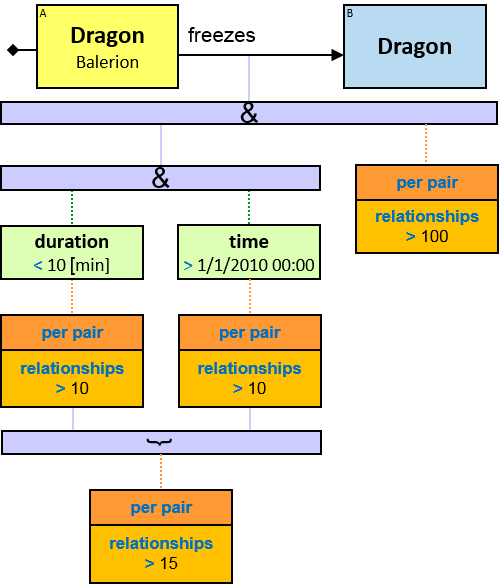 A
Dragon
Balerion
freezes
B
Dragon
&
&
per pair
relationships
> 100
duration
< 10 [min]
time
> 1/1/2010 00:00
per pair
relationships
> 10
per pair
relationships
> 10
}
per pair
relationships
> 15